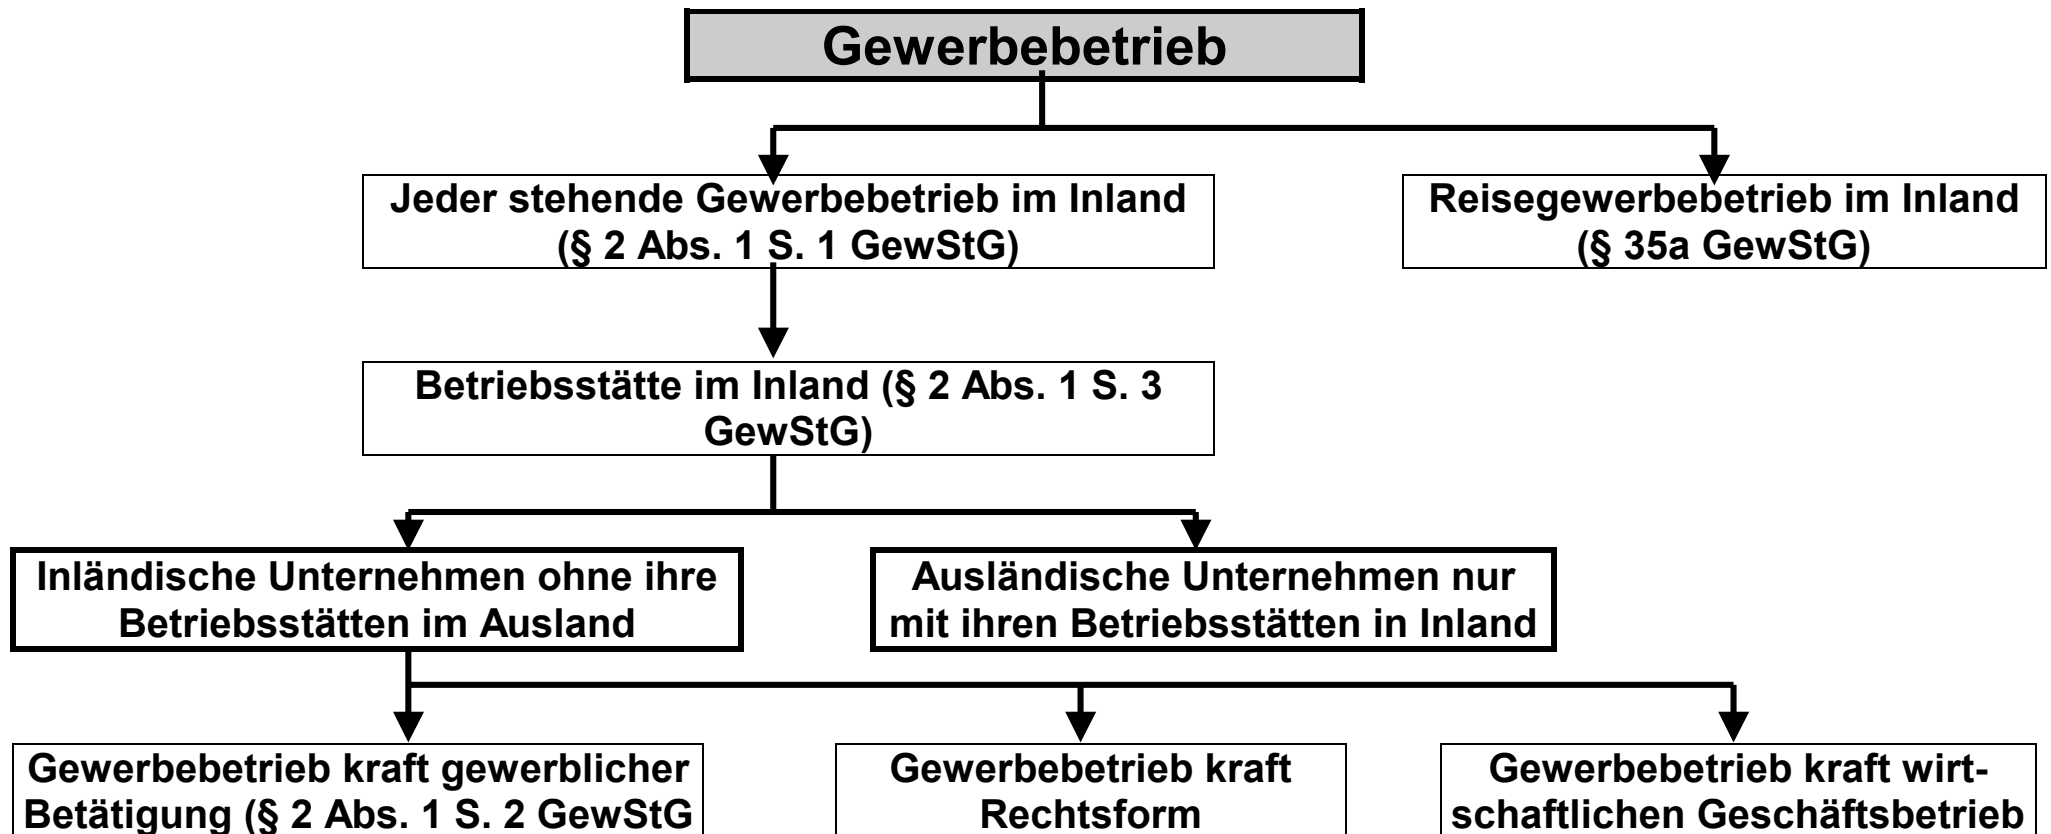 Gewerbebetrieb
Jeder stehende Gewerbebetrieb im Inland
(§ 2 Abs. 1 S. 1 GewStG)
Reisegewerbebetrieb im Inland
(§ 35a GewStG)
Betriebsstätte im Inland (§ 2 Abs. 1 S. 3
GewStG)
Inländische Unternehmen ohne ihre
Betriebsstätten im Ausland
Ausländische Unternehmen nur
mit ihren Betriebsstätten in Inland
Gewerbebetrieb kraft gewerblicher
Betätigung (§ 2 Abs. 1 S. 2 GewStG
Gewerbebetrieb kraft
Rechtsform
Gewerbebetrieb kraft wirt-
schaftlichen Geschäftsbetrieb